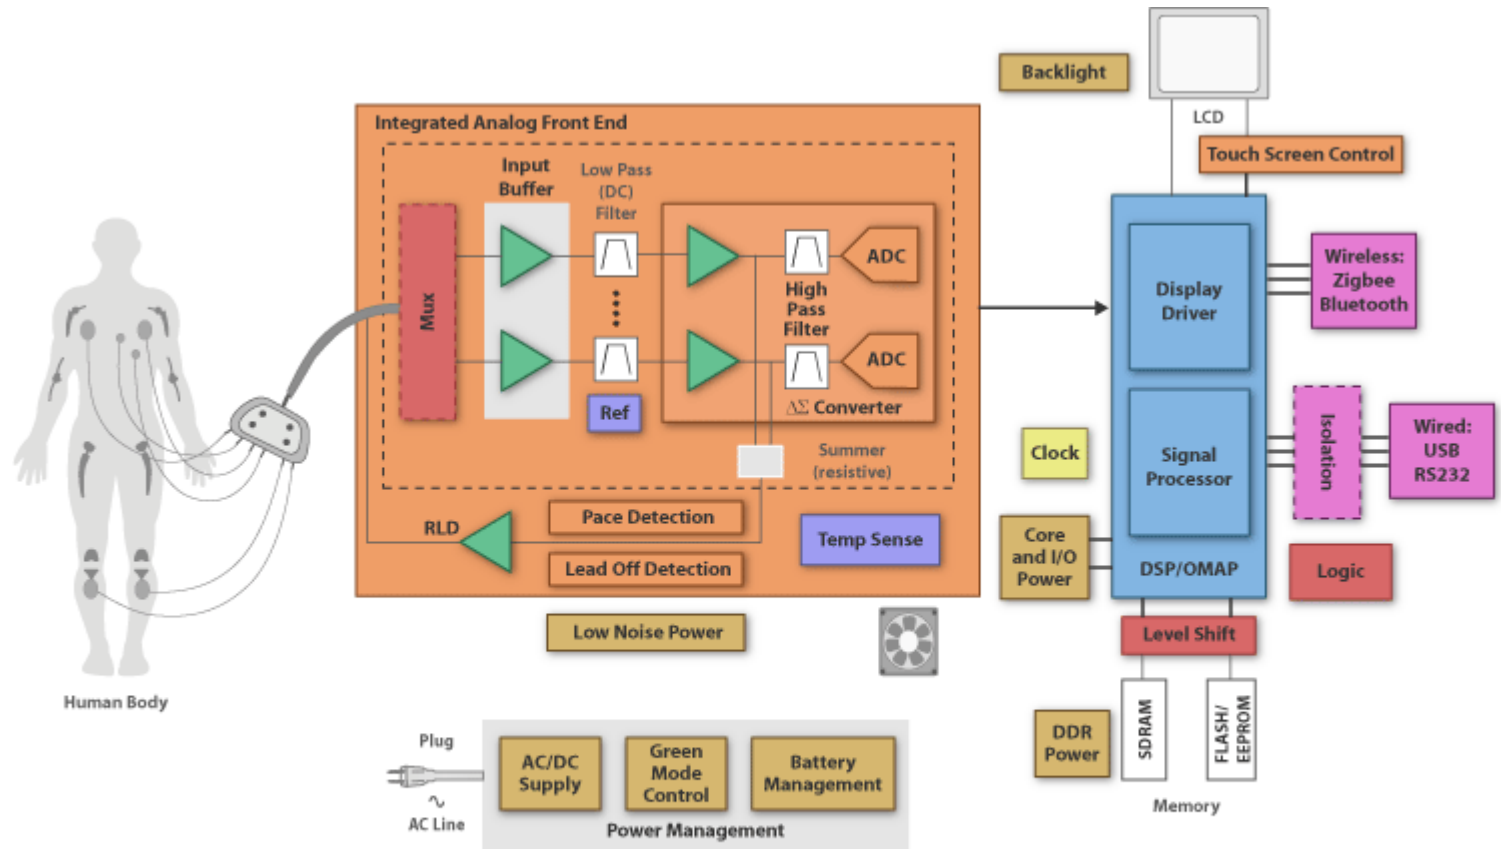 Backlight
LCD
Touch Screen Control
Integrated Analog Front End
Input
Buffer
Low Pass
(DC)
Filter
Mux
ADC
High
Pass
Filter
ADC
Ref
ΔΣ Converter
Summer
(resistive)
RLD
Pace Detection
Lead Off Detection
Temp Sense
Low Noise Power
Human Body
Display
Driver
Signal
Processor
DSP/OMAP
Wireless:
Zigbee
Bluetooth
Isolation
Wired:
USB
RS232
Clock
Core
and I/O
Power
Logic
Level Shift
DDR
Power
SDRAM
FLASH/
EEPROM
Memory
Plug
AC Line
AC/DC
Supply
Green
Mode
Control
Battery
Management
Power Management